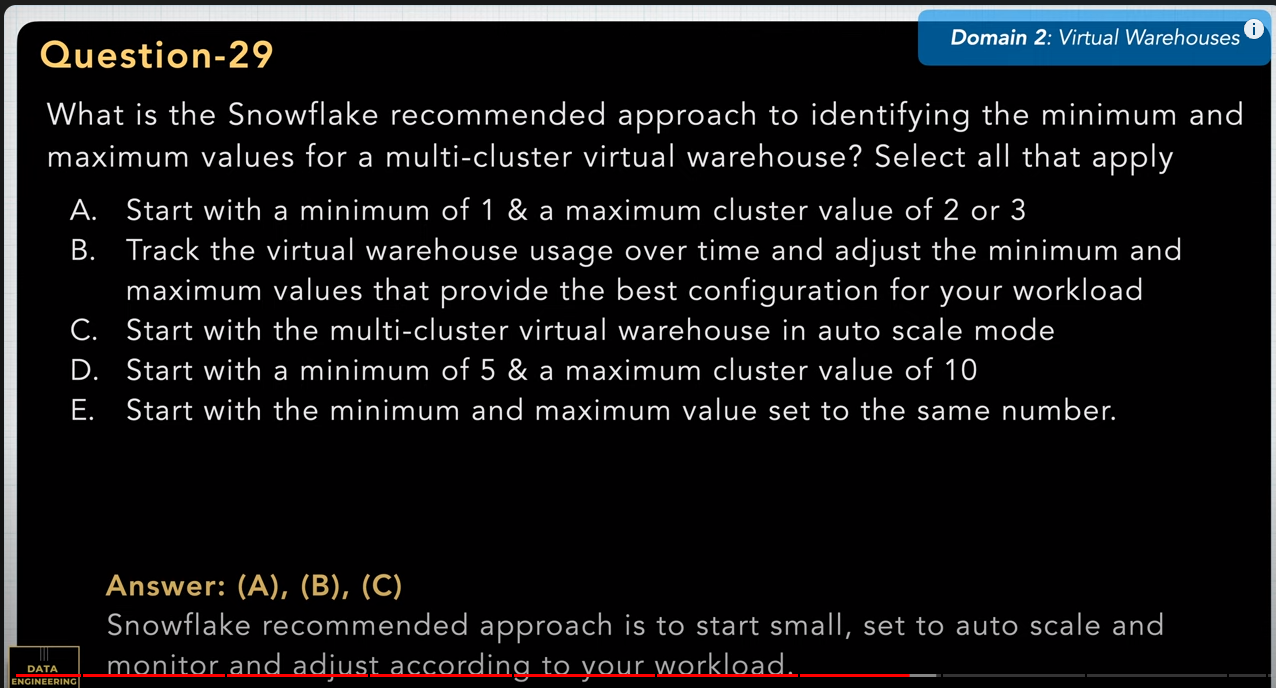 Domain 2: Virtual Warehouses
i
Question-29
What is the Snowflake recommended approach to identifying the minimum and
maximum values for a multi-cluster virtual warehouse? Select all that apply
A. Start with a minimum of 1 & a maximum cluster value of 2 or 3
B. Track the virtual warehouse usage over time and adjust the minimum and
maximum values that provide the best configuration for your workload
C. Start with the multi-cluster virtual warehouse in auto scale mode
D. Start with a minimum of 5 & a maximum cluster value of 10
E. Start with the minimum and maximum value set to the same number.
Answer: (A), (B), (C)
Snowflake recommended approach is to start small, set to auto scale and
monitor and adjust according to your workload.
DATA
ENGINEERING